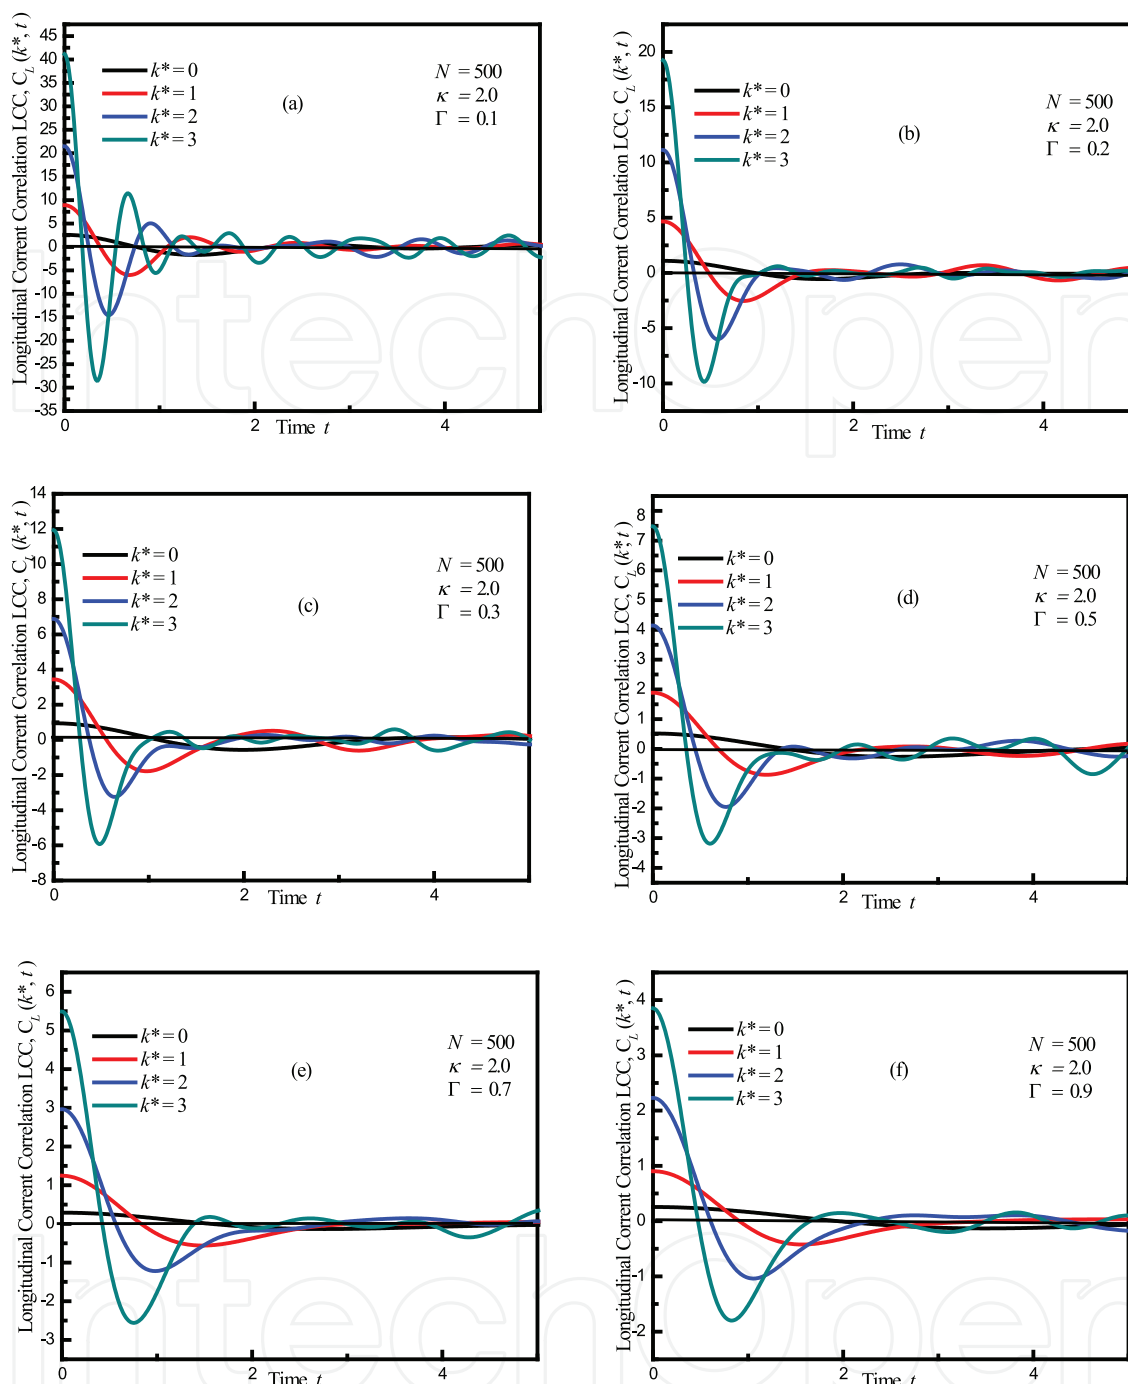 Longitudinal Current Correlation LCC, C_L (k*, t)
45
40
35
30
25
20
15
10
5
0
-5
-10
-15
-20
-25
-30
-35
k*=0
k*=1
k*=2
k*=3
(a)
N = 500
κ = 2.0
Γ = 0.1
0
2
4
Time t
Longitudinal Current Correlation LCC, C_L (k*, t)
20
15
10
5
0
-5
-10
k*=0
k*=1
k*=2
k*=3
(b)
N = 500
κ = 2.0
Γ = 0.2
0
2
4
Time t
Longitudinal Current Correlation LCC, C_L (k*, t)
14
12
10
8
6
4
2
0
-2
-4
-6
-8
k*=0
k*=1
k*=2
k*=3
(c)
N = 500
κ = 2.0
Γ = 0.3
0
2
4
Time t
Longitudinal Current Correlation LCC, C_L (k*, t)
8
7
6
5
4
3
2
1
0
-1
-2
-3
-4
k*=0
k*=1
k*=2
k*=3
(d)
N = 500
κ = 2.0
Γ = 0.5
0
2
4
Time t
Longitudinal Current Correlation LCC, C_L (k*, t)
6
5
4
3
2
1
0
-1
-2
-3
k*=0
k*=1
k*=2
k*=3
(e)
N = 500
κ = 2.0
Γ = 0.7
0
2
4
Time t
Longitudinal Current Correlation LCC, C_L (k*, t)
4
3
2
1
0
-1
-2
k*=0
k*=1
k*=2
k*=3
(f)
N = 500
κ = 2.0
Γ = 0.9
0
2
4
Time t
IntechOpen
IntechOpen